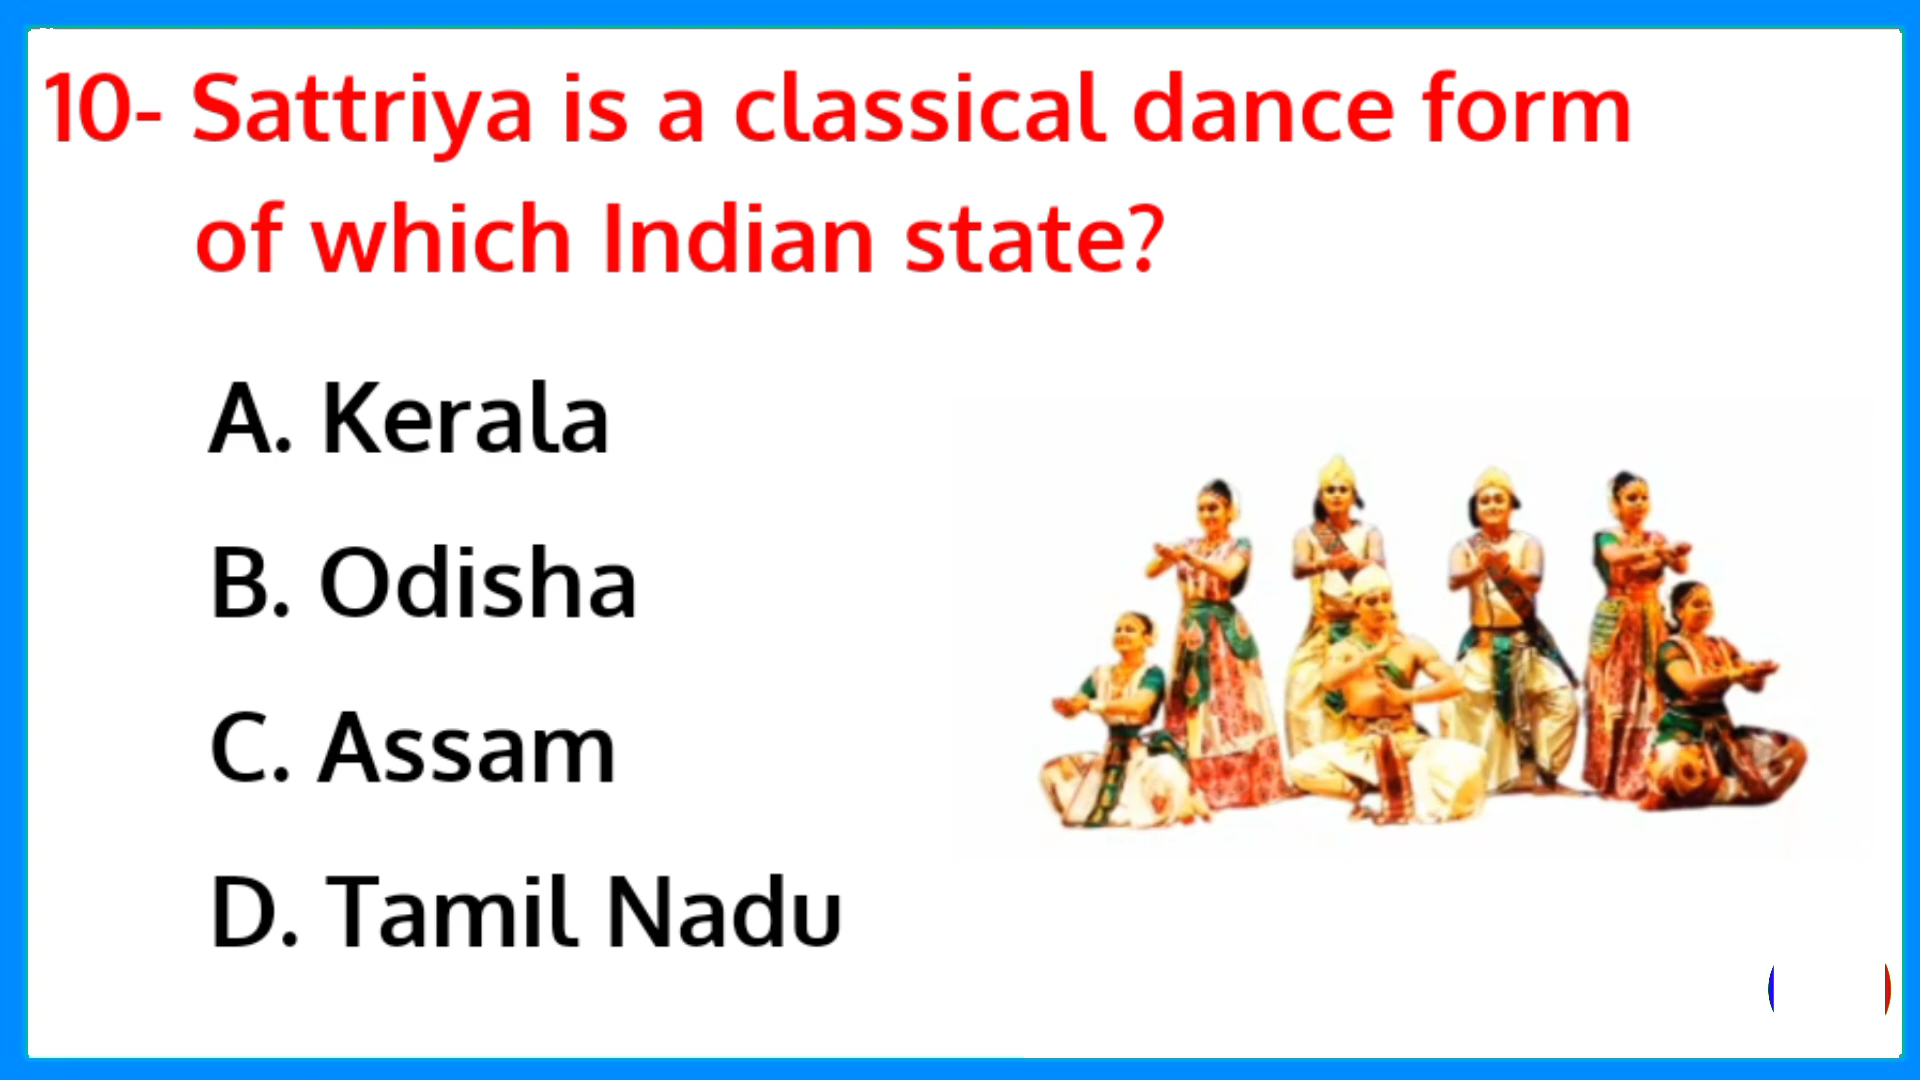 10- Sattriya is a classical dance form
of which Indian state?
A. Kerala
B. Odisha
C. Assam
D. Tamil Nadu